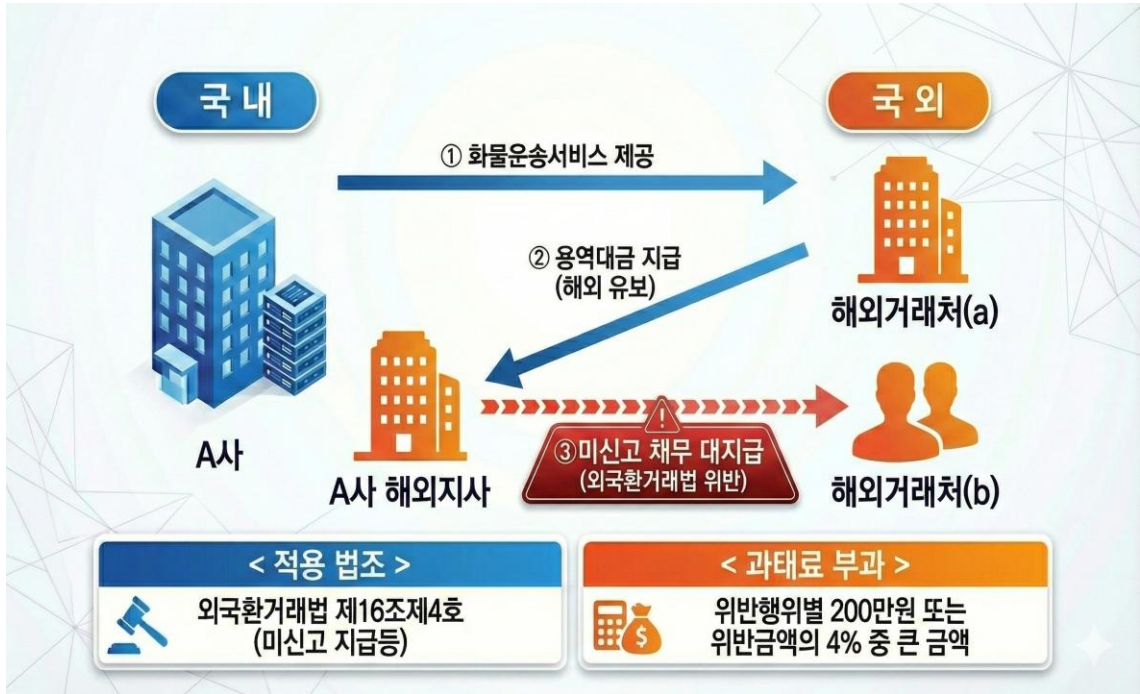 국 내
국 외
① 화물운송서비스 제공
② 용역대금 지급
(해외 유보)
해외거래처(a)
A사
A사 해외지사
!
③미신고 채무 대지급
(외국환거래법 위반)
해외거래처(b)
< 적용 법조 >
외국환거래법 제16조제4호
(미신고 지급등)
< 과태료 부과 >
$
위반행위별 200만원 또는
위반금액의 4% 중 큰 금액